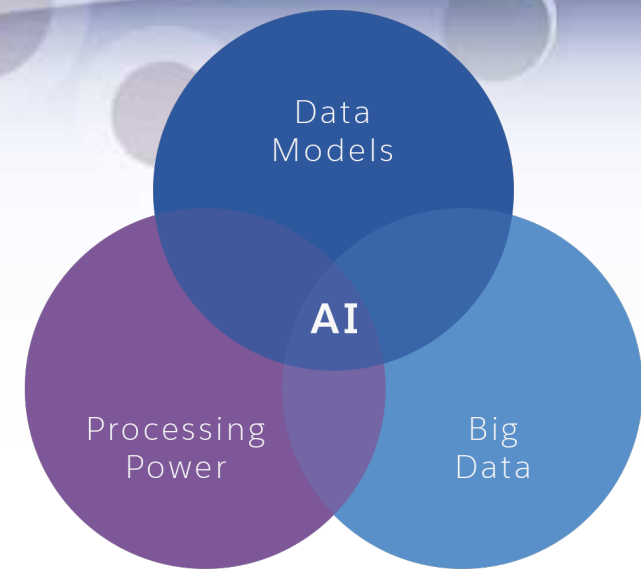 Data
Models
AI
Processing
Power
Big
Data